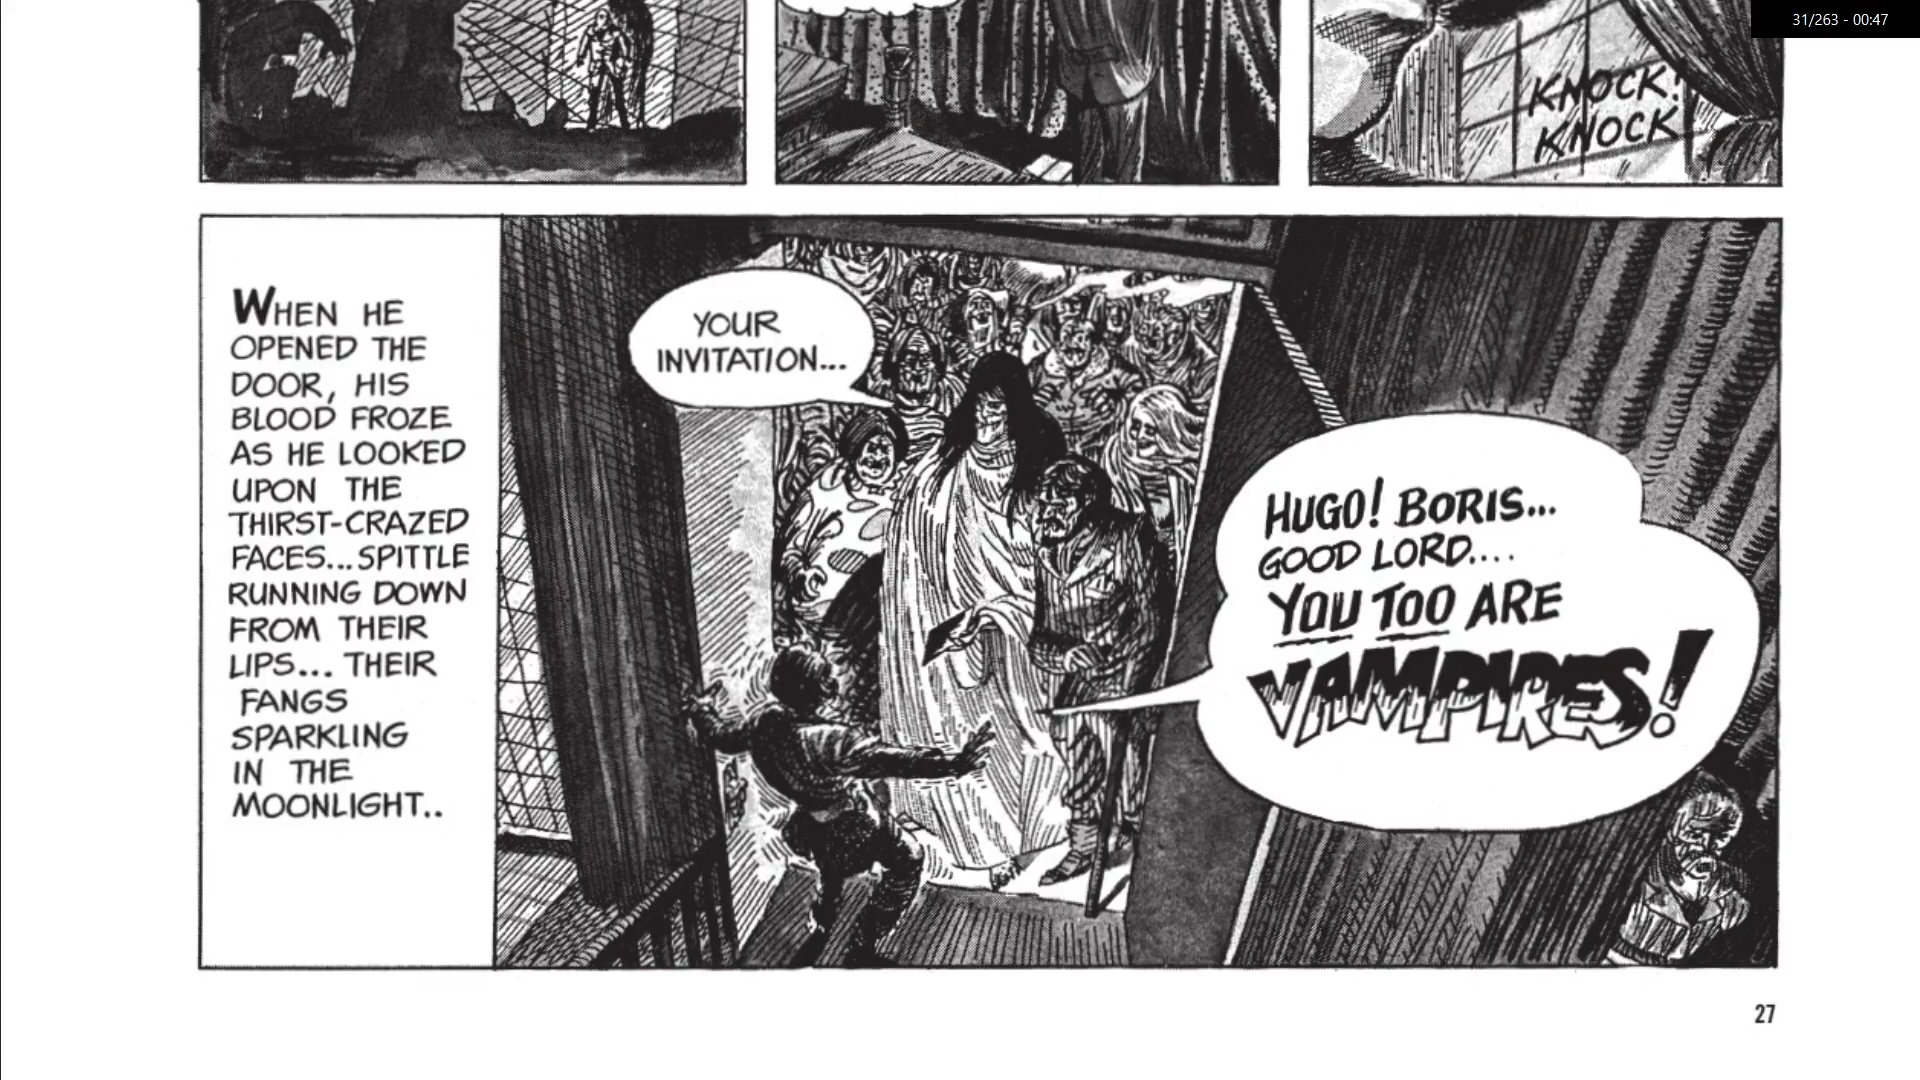 31/263 - 00:47
KNOCK!
KNOCK
WHEN HE
OPENED THE
DOOR, HIS
BLOOD FROZE
AS HE LOOKED
UPON THE
THIRST-CRAZED
FACES...SPITTLE
RUNNING DOWN
FROM THEIR
LIPS... THEIR
FANGS
SPARKLING
IN THE
MOONLIGHT..
YOUR
INVITATION...
HUGO! BORIS...
GOOD LORD....
YOU TOO ARE
VAMPIRES!
27